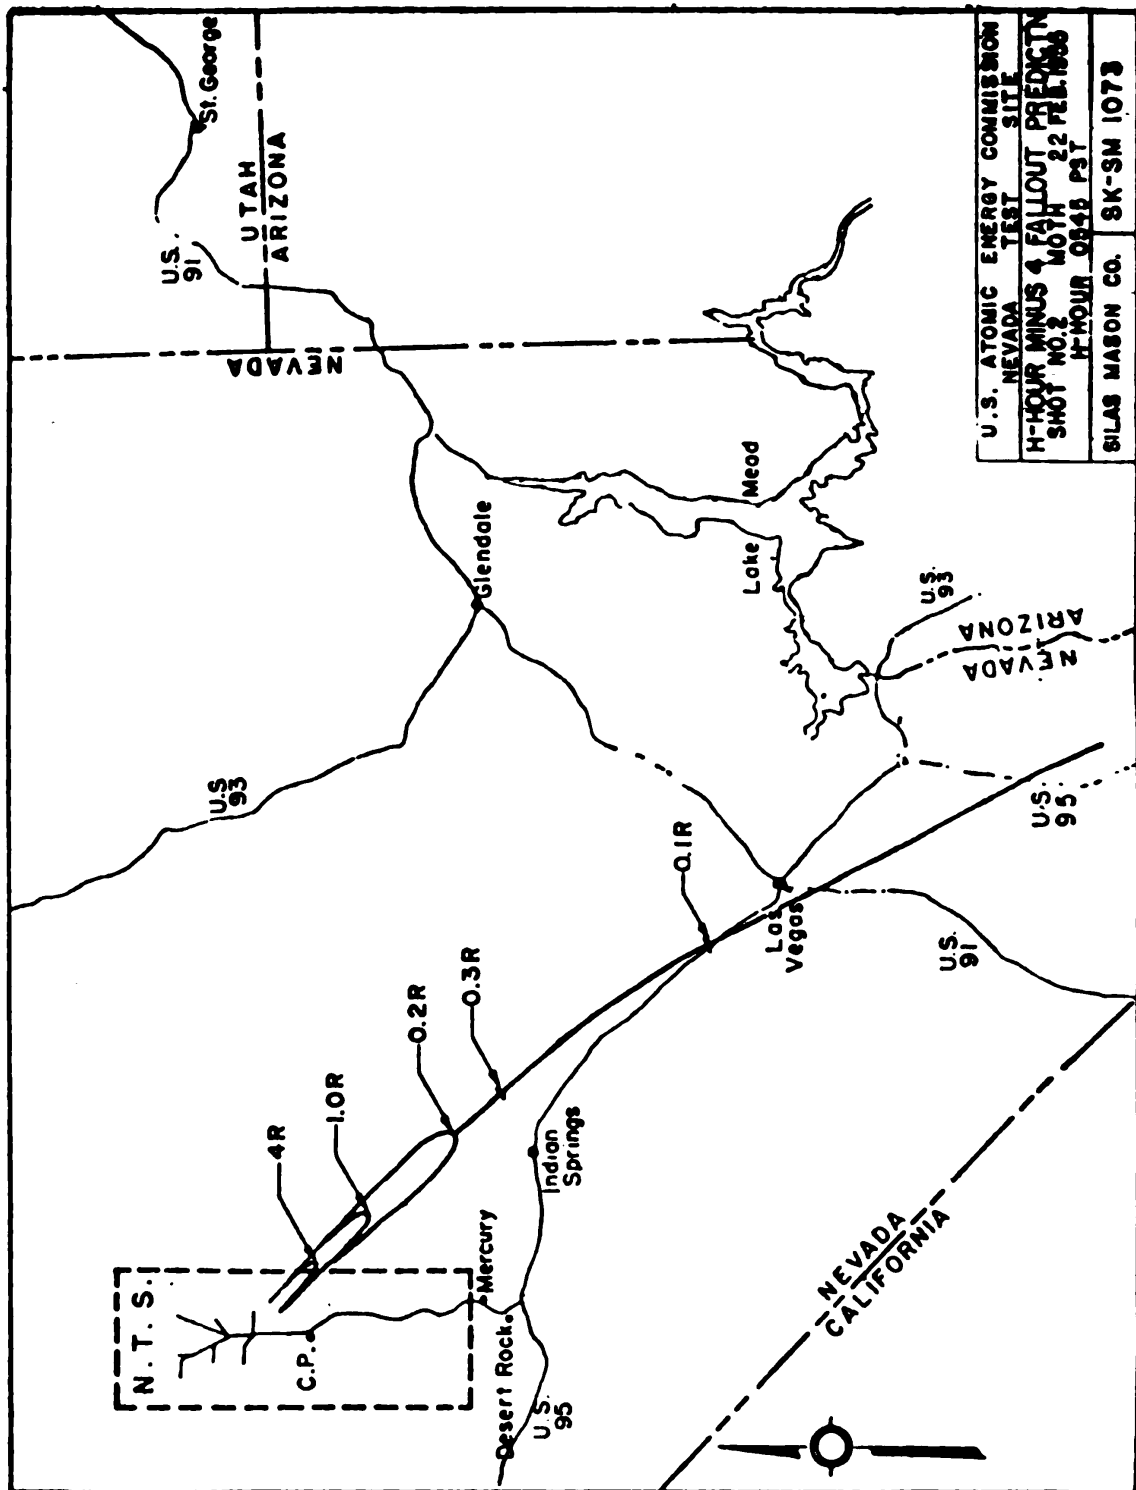 St. George
UTAH
ARIZONA
U.S.
91
NEVADA
Glendale
Lake Mead
U.S.
93
U.S.
93
NEVADA
ARIZONA
U.S.
95
U.S.
91
Las
Vegas
0.1R
0.3R
0.2R
1.0R
4R
N. T. S.
C.P.
Mercury
Indian
Springs
Desert Rock
U.S.
95
NEVADA
CALIFORNIA
U.S. ATOMIC ENERGY COMMISSION
NEVADA TEST SITE
H-HOUR MINUS 4 FALLOUT PREDICTN
SHOT NO. 2 MOTH 22 FEB.
H-HOUR 0545 PST
SILAS MASON CO.
SK-SM 1073